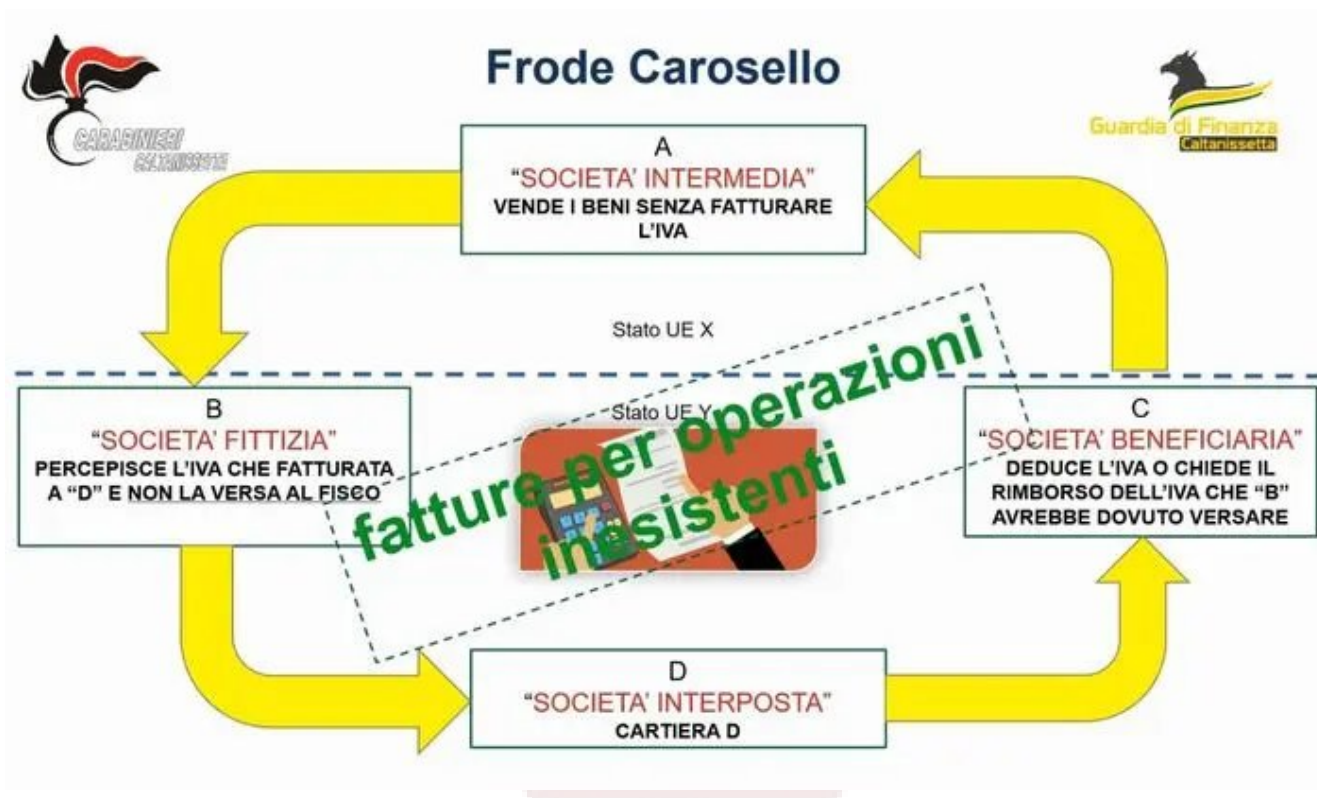 Frode Carosello
CARABINIERI
CALTANISSETTA
Guardia di Finanza
Caltanissetta
A
“SOCIETA’ INTERMEDIA”
VENDE I BENI SENZA FATTURARE
L’IVA
Stato UE X
Stato UE Y
B
“SOCIETA’ FITTIZIA”
PERCEPISCE L’IVA CHE FATTURATA
A “D” E NON LA VERSA AL FISCO
fatture per operazioni
inesistenti
C
“SOCIETA’ BENEFICIARIA”
DEDUCE L’IVA O CHIEDE IL
RIMBORSO DELL’IVA CHE “B”
AVREBBE DOVUTO VERSARE
D
“SOCIETA’ INTERPOSTA”
CARTIERA D